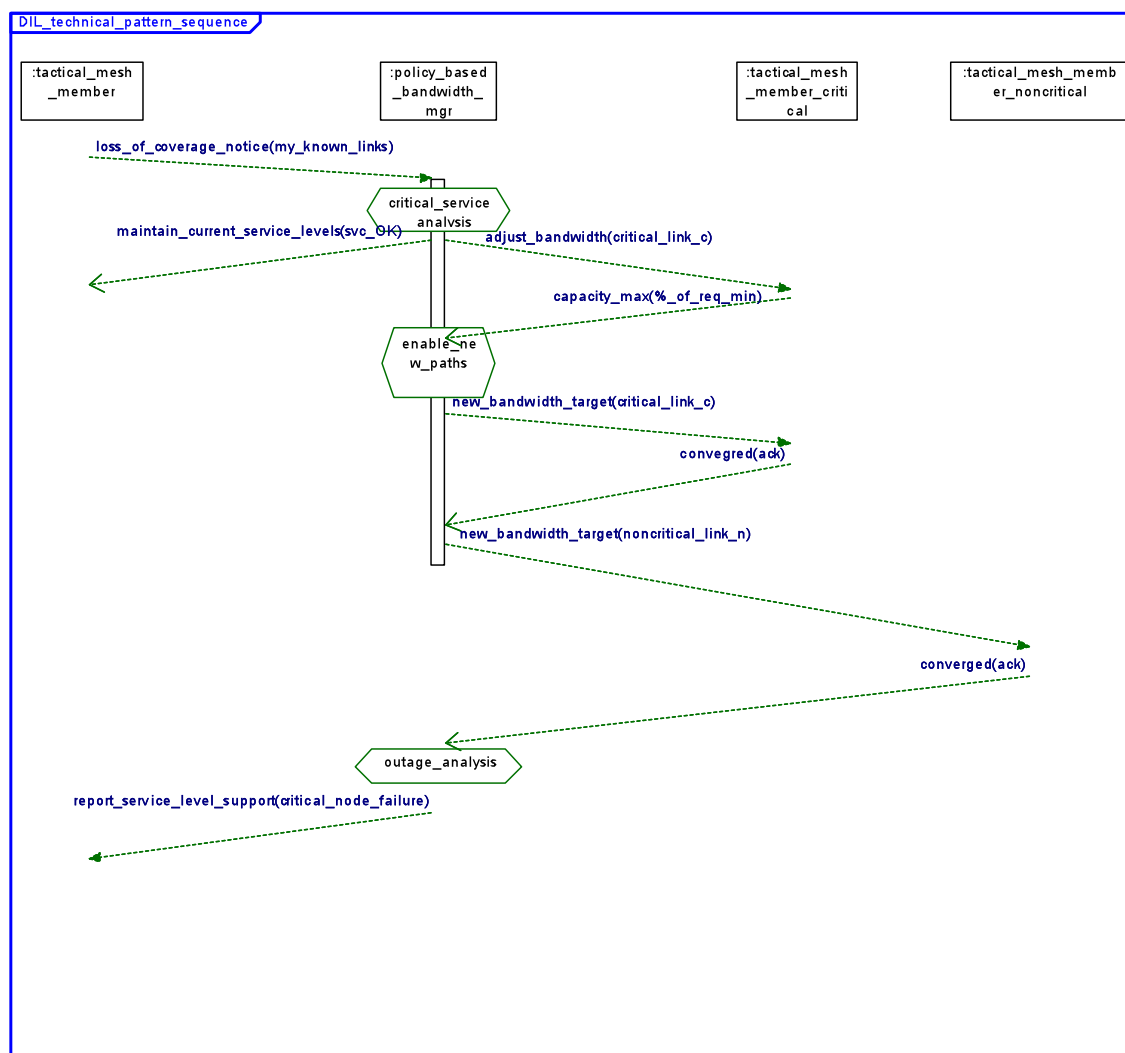 DIL_technical_pattern_sequence
:tactical_mesh
_member
:policy_based
_bandwidth_
mgr
:tactical_mesh
_member_criti
cal
:tactical_mesh_memb
er_noncritical
loss_of_coverage_notice(my_known_links)
critical_service
analysis
maintain_current_service_levels(svc_OK)
adjust_bandwidth(critical_link_c)
capacity_max(%_of_req_min)
enable_ne
w_paths
new_bandwidth_target(critical_link_c)
convegred(ack)
new_bandwidth_target(noncritical_link_n)
converged(ack)
outage_analysis
report_service_level_support(critical_node_failure)